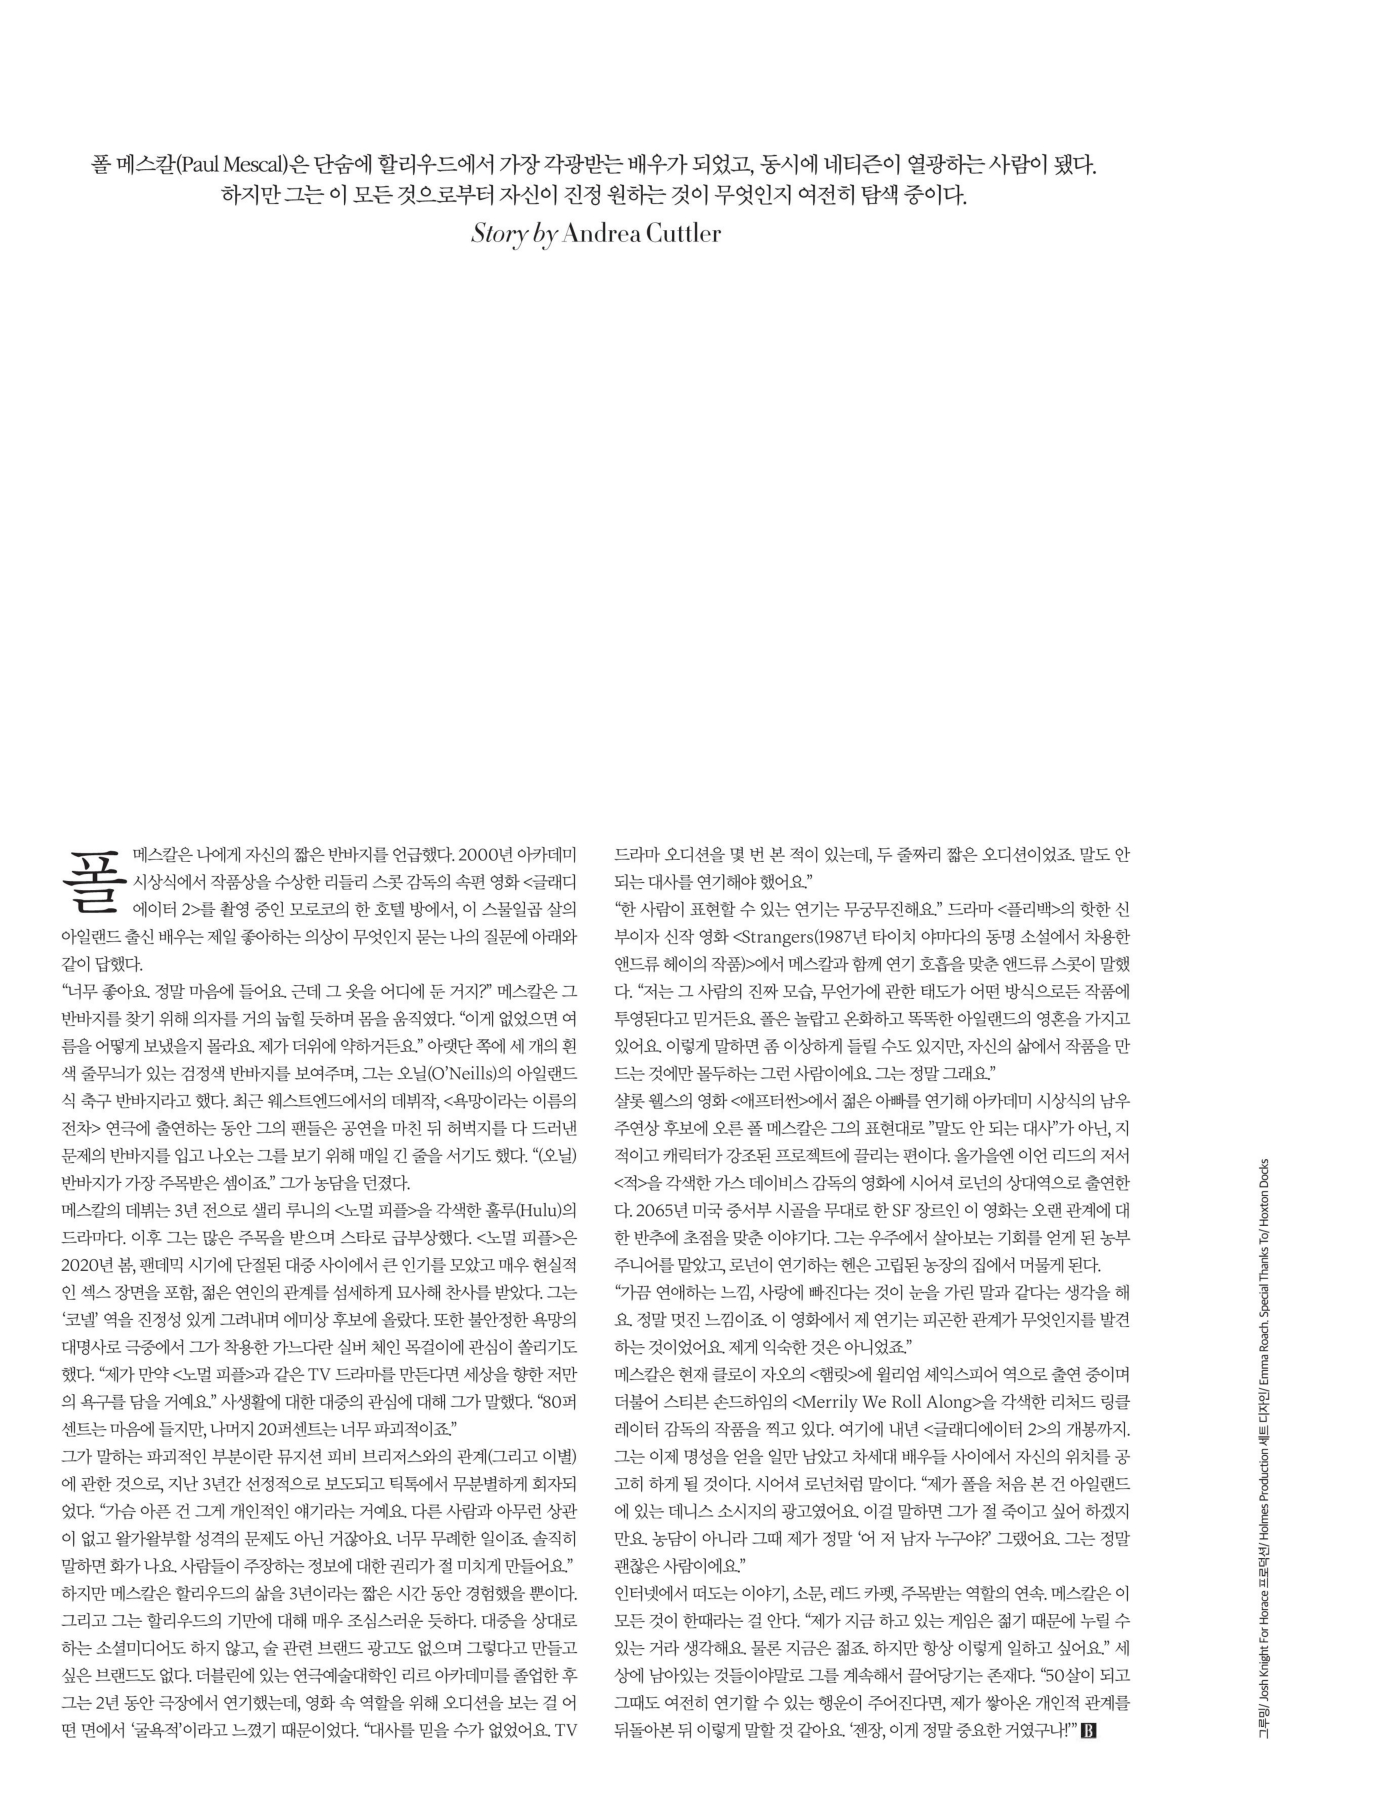 폴 메스칼(Paul Mescal)은 단숨에 할리우드에서 가장 각광받는 배우가 되었고, 동시에 네티즌이 열광하는 사람이 됐다.
하지만 그는 이 모든 것으로부터 자신이 진정 원하는 것이 무엇인지 여전히 탐색 중이다.
Story by Andrea Cuttler
폴 메스칼은 나에게 자신의 짧은 반바지를 언급했다. 2000년 아카데미
시상식에서 작품상을 수상한 리들리 스콧 감독의 속편 영화 <글래디
에이터 2>를 촬영 중인 모로코의 한 호텔 방에서, 이 스물일곱 살의
아일랜드 출신 배우는 제일 좋아하는 의상이 무엇인지 묻는 나의 질문에 아래와
같이 답했다.
“너무 좋아요. 정말 마음에 들어요. 근데 그 옷을 어디에 둔 거지?” 메스칼은 그
반바지를 찾기 위해 의자를 거의 눕힐 듯하며 몸을 움직였다. “이게 없었으면 여
름을 어떻게 보냈을지 몰라요. 제가 더위에 약하거든요.” 아랫단 쪽에 세 개의 흰
색 줄무늬가 있는 검정색 반바지를 보여주며, 그는 오닐(O’Neills)의 아일랜드
식 축구 반바지라고 했다. 최근 웨스트엔드에서의 데뷔작, <욕망이라는 이름의
전차> 연극에 출연하는 동안 그의 팬들은 공연을 마친 뒤 허벅지를 다 드러낸
문제의 반바지를 입고 나오는 그를 보기 위해 매일 긴 줄을 서기도 했다. “(오닐)
반바지가 가장 주목받은 셈이죠.” 그가 농담을 던졌다.
메스칼의 데뷔는 3년 전으로 샐리 루니의 <노멀 피플>을 각색한 훌루(Hulu)의
드라마다. 이후 그는 많은 주목을 받으며 스타로 급부상했다. <노멀 피플>은
2020년 봄, 팬데믹 시기에 단절된 대중 사이에서 큰 인기를 모았고 매우 현실적
인 섹스 장면을 포함, 젊은 연인의 관계를 섬세하게 묘사해 찬사를 받았다. 그는
‘코넬’ 역을 진정성 있게 그려내며 에미상 후보에 올랐다. 또한 불안정한 욕망의
대명사로 극중에서 그가 착용한 가느다란 실버 체인 목걸이에 관심이 쏠리기도
했다. “제가 만약 <노멀 피플>과 같은 TV 드라마를 만든다면 세상을 향한 저만
의 욕구를 담을 거예요.” 사생활에 대한 대중의 관심에 대해 그가 말했다. “80퍼
센트는 마음에 들지만, 나머지 20퍼센트는 너무 파괴적이죠.”
그가 말하는 파괴적인 부분이란 뮤지션 피비 브리저스와의 관계(그리고 이별)
에 관한 것으로, 지난 3년간 선정적으로 보도되고 틱톡에서 무분별하게 회자되
었다. “가슴 아픈 건 그게 개인적인 얘기라는 거예요. 다른 사람과 아무런 상관
이 없고 왈가왈부할 성격의 문제도 아닌 거잖아요. 너무 무례한 일이죠. 솔직히
말하면 화가 나요. 사람들이 주장하는 정보에 대한 권리가 절 미치게 만들어요.”
하지만 메스칼은 할리우드의 삶을 3년이라는 짧은 시간 동안 경험했을 뿐이다.
그리고 그는 할리우드의 기만에 대해 매우 조심스러운 듯하다. 대중을 상대로
하는 소셜미디어도 하지 않고, 술 관련 브랜드 광고도 없으며 그렇다고 만들고
싶은 브랜드도 없다. 더블린에 있는 연극예술대학인 리르 아카데미를 졸업한 후
그는 2년 동안 극장에서 연기했는데, 영화 속 역할을 위해 오디션을 보는 걸 어
떤 면에서 ‘굴욕적’이라고 느꼈기 때문이었다. “대사를 믿을 수가 없었어요. TV
드라마 오디션을 몇 번 본 적이 있는데, 두 줄짜리 짧은 오디션이었죠. 말도 안
되는 대사를 연기해야 했어요.”
“한 사람이 표현할 수 있는 연기는 무궁무진해요.” 드라마 <플리백>의 핫한 신
부이자 신작 영화 <Strangers(1987년 타이치 야마다의 동명 소설에서 차용한
앤드류 헤이의 작품)>에서 메스칼과 함께 연기 호흡을 맞춘 앤드류 스콧이 말했
다. “저는 그 사람의 진짜 모습, 무언가에 관한 태도가 어떤 방식으로든 작품에
투영된다고 믿거든요. 폴은 놀랍고 온화하고 똑똑한 아일랜드의 영혼을 가지고
있어요. 이렇게 말하면 좀 이상하게 들릴 수도 있지만, 자신의 삶에서 작품을 만
드는 것에만 몰두하는 그런 사람이에요. 그는 정말 그래요.”
샬롯 웰스의 영화 <애프터썬>에서 젊은 아빠를 연기해 아카데미 시상식의 남우
주연상 후보에 오른 폴 메스칼은 그의 표현대로 ”말도 안 되는 대사”가 아닌, 지
적이고 캐릭터가 강조된 프로젝트에 끌리는 편이다. 올가을엔 이언 리드의 저서
<적>을 각색한 가스 데이비스 감독의 영화에 시어셔 로넌의 상대역으로 출연한
다. 2065년 미국 중서부 시골을 무대로 한 SF 장르인 이 영화는 오랜 관계에 대
한 반추에 초점을 맞춘 이야기다. 그는 우주에서 살아보는 기회를 얻게 된 농부
주니어를 맡았고, 로넌이 연기하는 헨은 고립된 농장의 집에서 머물게 된다.
“가끔 연애하는 느낌, 사랑에 빠진다는 것이 눈을 가린 말과 같다는 생각을 해
요. 정말 멋진 느낌이죠. 이 영화에서 제 연기는 피곤한 관계가 무엇인지를 발견
하는 것이었어요. 제게 익숙한 것은 아니었죠.”
메스칼은 현재 클로이 자오의 <햄릿>에 윌리엄 셰익스피어 역으로 출연 중이며
더불어 스티븐 손드하임의 <Merrily We Roll Along>을 각색한 리처드 링클
레이터 감독의 작품을 찍고 있다. 여기에 내년 <글래디에이터 2>의 개봉까지.
그는 이제 명성을 얻을 일만 남았고 차세대 배우들 사이에서 자신의 위치를 공
고히 하게 될 것이다. 시어셔 로넌처럼 말이다. “제가 폴을 처음 본 건 아일랜드
에 있는 데니스 소시지의 광고였어요. 이걸 말하면 그가 절 죽이고 싶어 하겠지
만요. 농담이 아니라 그때 제가 정말 ‘어 저 남자 누구야?’ 그랬어요. 그는 정말
괜찮은 사람이에요.”
인터넷에서 떠도는 이야기, 소문, 레드 카펫, 주목받는 역할의 연속. 메스칼은 이
모든 것이 한때라는 걸 안다. “제가 지금 하고 있는 게임은 젊기 때문에 누릴 수
있는 거라 생각해요. 물론 지금은 젊죠. 하지만 항상 이렇게 일하고 싶어요.” 세
상에 남아있는 것들이야말로 그를 계속해서 끌어당기는 존재다. “50살이 되고
그때도 여전히 연기할 수 있는 행운이 주어진다면, 제가 쌓아온 개인적 관계를
뒤돌아본 뒤 이렇게 말할 것 같아요. ‘젠장, 이게 정말 중요한 거였구나!’” B
그루밍/ Josh Knight For Horace 프로덕션/ Holmes Production 세트 디자인/ Emma Roach. Special Thanks To/ Hoxton Docks